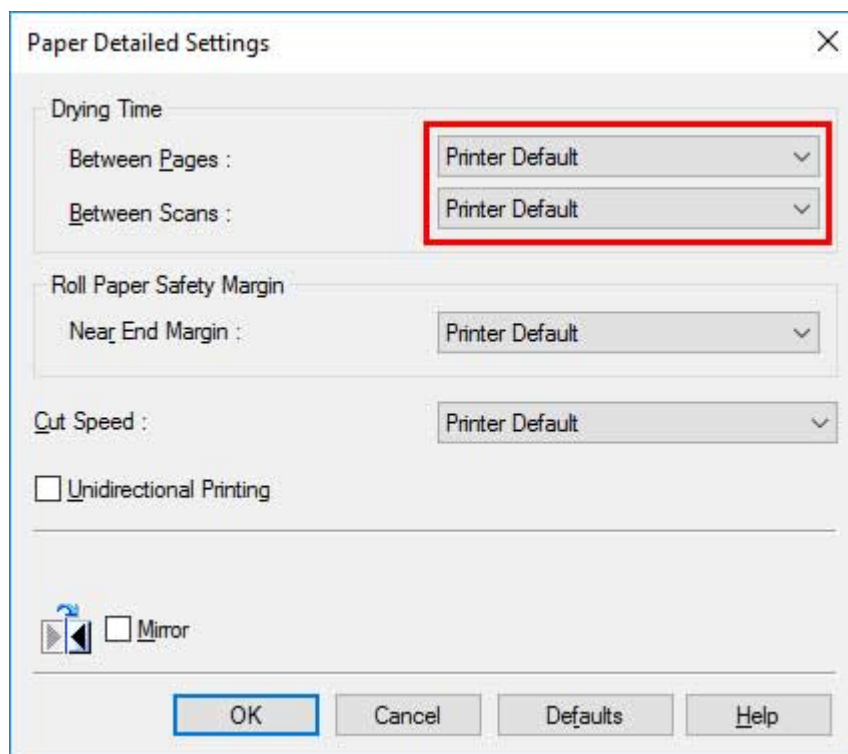 Paper Detailed Settings
Drying Time
Between Pages : Printer Default
Between Scans : Printer Default
Roll Paper Safety Margin
Near End Margin : Printer Default
Cut Speed : Printer Default
Unidirectional Printing
Mirror
OK Cancel Defaults Help